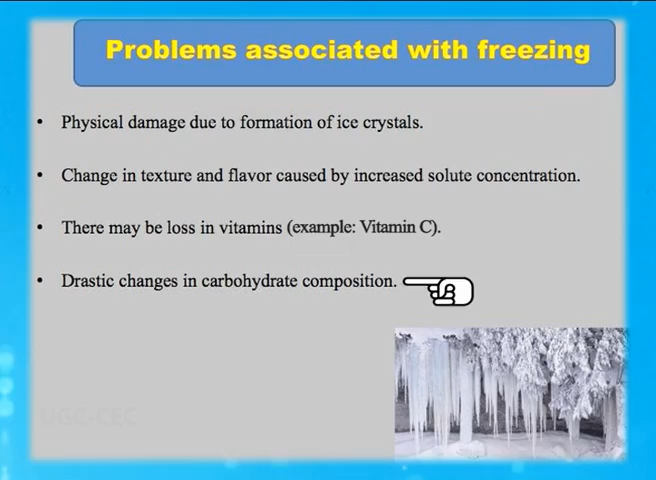 Problems associated with freezing
• Physical damage due to formation of ice crystals.
• Change in texture and flavor caused by increased solute concentration.
• There may be loss in vitamins (example: Vitamin C).
• Drastic changes in carbohydrate composition.
UGC-CEC